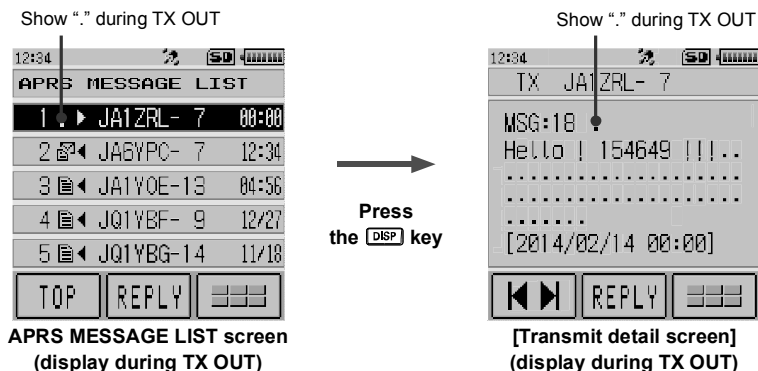 Show “.” during TX OUT
12:34 SD
APRS MESSAGE LIST
1 . ▶ JA1ZRL- 7 00:00
2 ◀ JA6YPC- 7 12:34
3 ◀ JA1YOE-13 04:56
4 ◀ JQ1YBF- 9 12/27
5 ◀ JQ1YBG-14 11/18
TOP REPLY
APRS MESSAGE LIST screen
(display during TX OUT)
Press
the DISP key
Show “.” during TX OUT
12:34 SD
TX JA1ZRL- 7
MSG:18 .
Hello ! 154649 !!!..
....................
....................
.......
[2014/02/14 00:00]
REPLY
[Transmit detail screen]
(display during TX OUT)